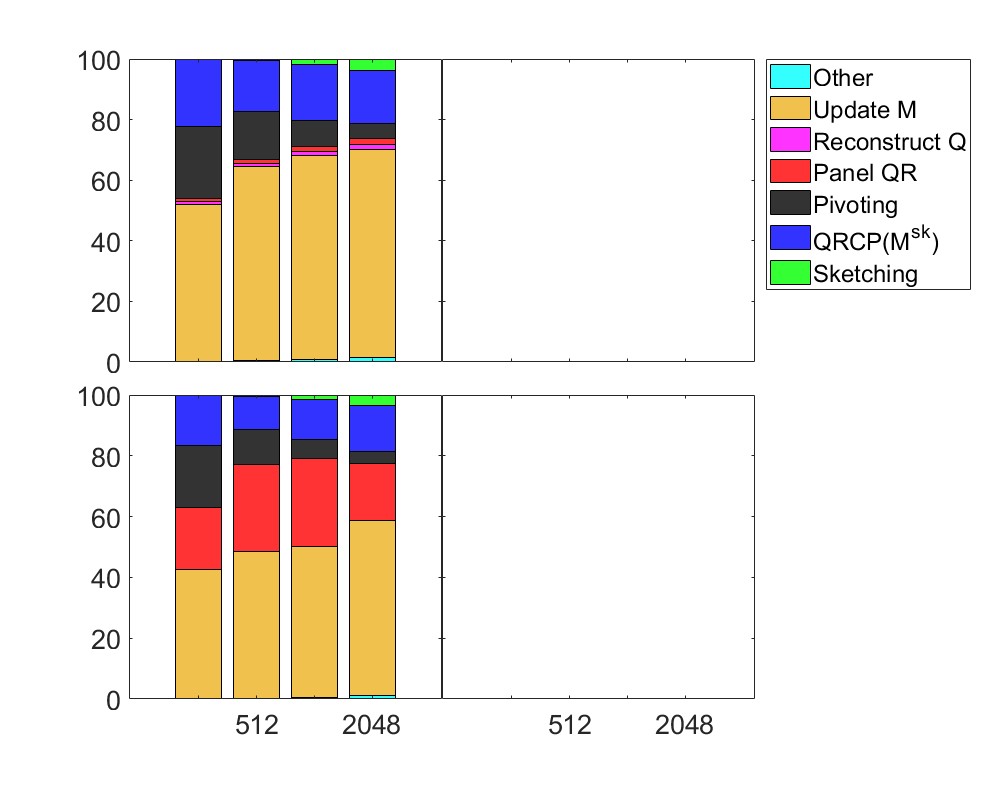 100
80
60
40
20
0
Other
Update M
Reconstruct Q
Panel QR
Pivoting
QRCP(M^sk)
Sketching
100
80
60
40
20
0
512 2048 512 2048